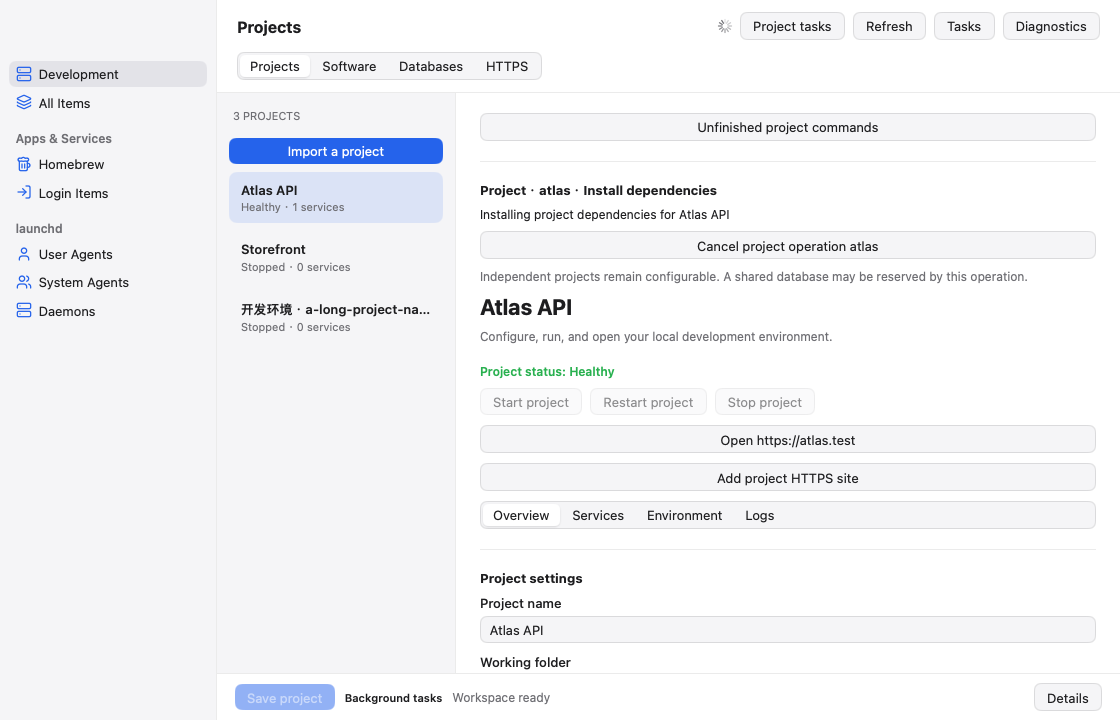 Projects
Project tasks
Refresh
Tasks
Diagnostics
Projects
Software
Databases
HTTPS
Development
All Items
Apps & Services
Homebrew
Login Items
launchd
User Agents
System Agents
Daemons
3 PROJECTS
Import a project
Atlas API
Healthy · 1 services
Storefront
Stopped · 0 services
开发环境 · a-long-project-na...
Stopped · 0 services
Unfinished project commands
Project · atlas · Install dependencies
Installing project dependencies for Atlas API
Cancel project operation atlas
Independent projects remain configurable. A shared database may be reserved by this operation.
Atlas API
Configure, run, and open your local development environment.
Project status: Healthy
Start project
Restart project
Stop project
Open https://atlas.test
Add project HTTPS site
Overview
Services
Environment
Logs
Project settings
Project name
Atlas API
Working folder
Save project
Background tasks
Workspace ready
Details